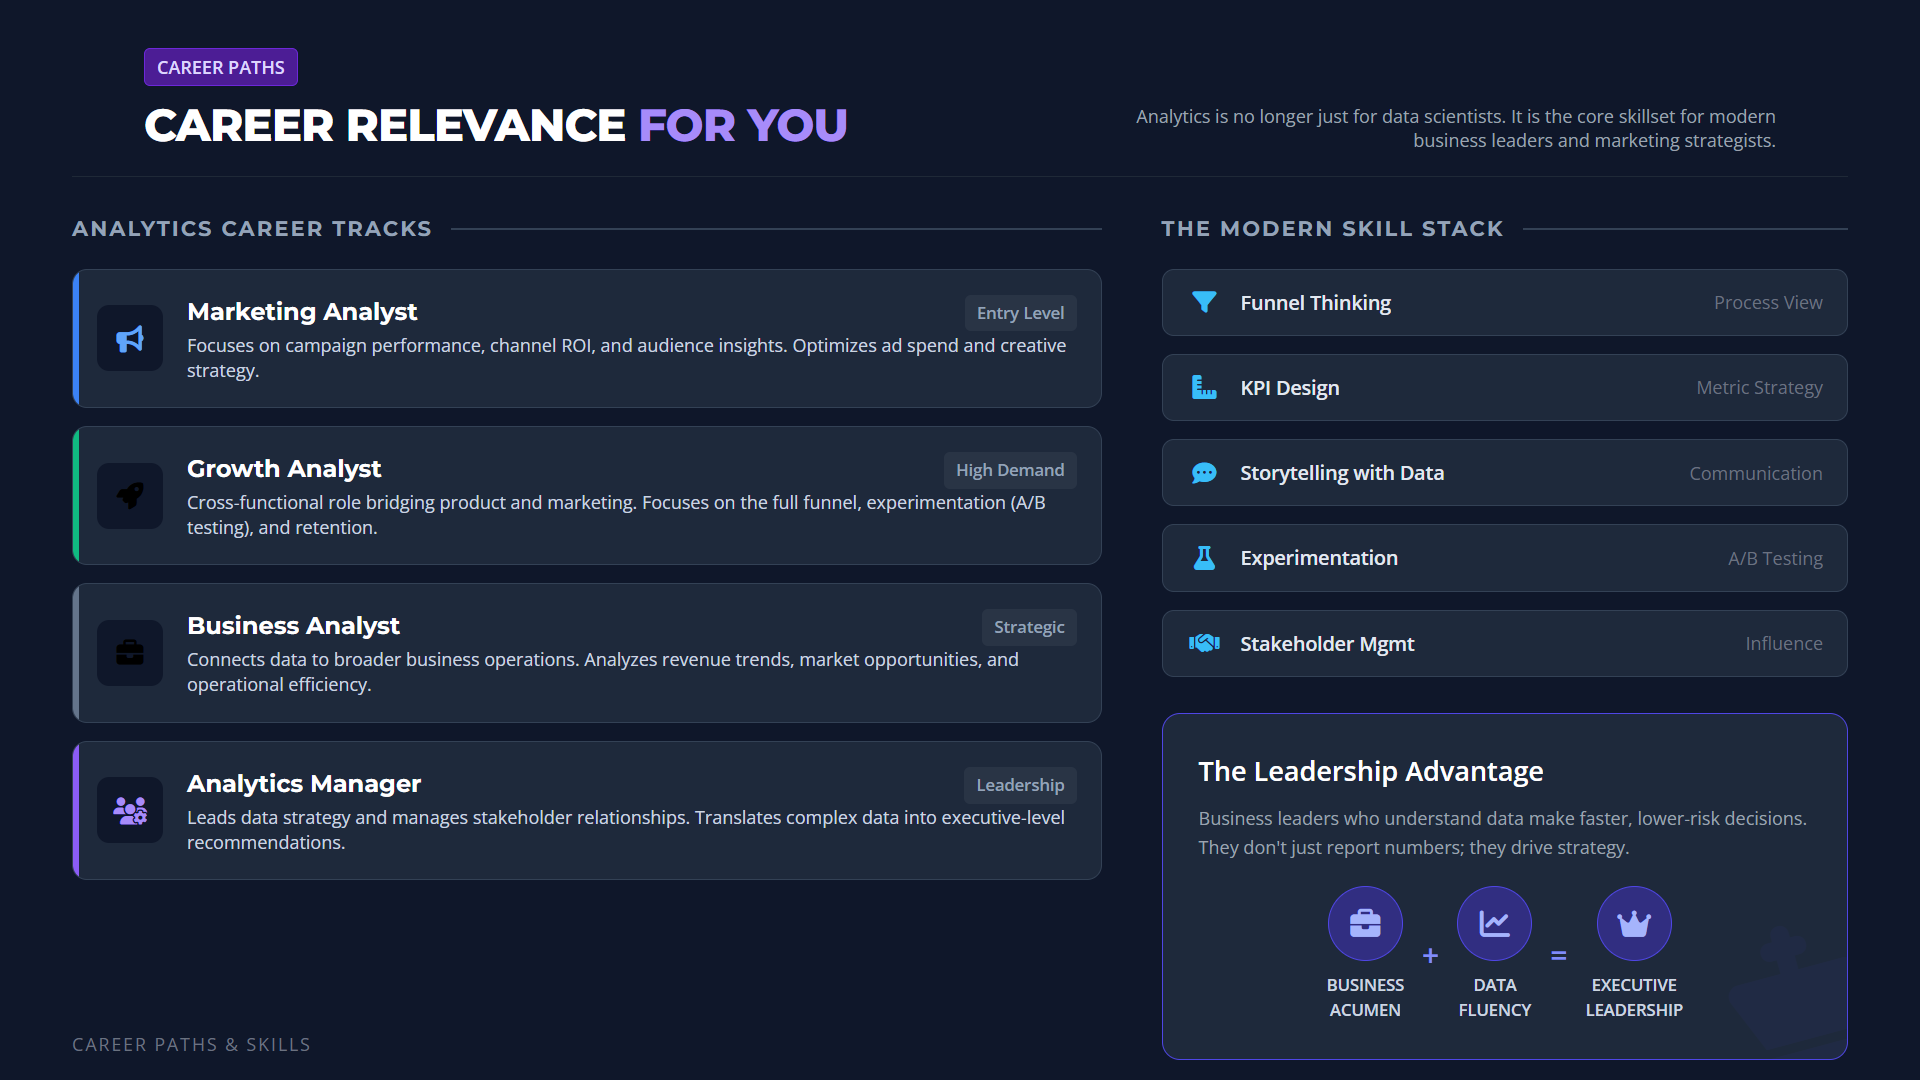 CAREER PATHS
CAREER RELEVANCE FOR YOU
Analytics is no longer just for data scientists. It is the core skillset for modern
business leaders and marketing strategists.
ANALYTICS CAREER TRACKS
Marketing Analyst
Entry Level
Focuses on campaign performance, channel ROI, and audience insights. Optimizes ad spend and creative
strategy.
Growth Analyst
High Demand
Cross-functional role bridging product and marketing. Focuses on the full funnel, experimentation (A/B
testing), and retention.
Business Analyst
Strategic
Connects data to broader business operations. Analyzes revenue trends, market opportunities, and
operational efficiency.
Analytics Manager
Leadership
Leads data strategy and manages stakeholder relationships. Translates complex data into executive-level
recommendations.
THE MODERN SKILL STACK
Funnel Thinking
Process View
KPI Design
Metric Strategy
Storytelling with Data
Communication
Experimentation
A/B Testing
Stakeholder Mgmt
Influence
The Leadership Advantage
Business leaders who understand data make faster, lower-risk decisions.
They don't just report numbers; they drive strategy.
BUSINESS
ACUMEN
+
DATA
FLUENCY
=
EXECUTIVE
LEADERSHIP
CAREER PATHS & SKILLS